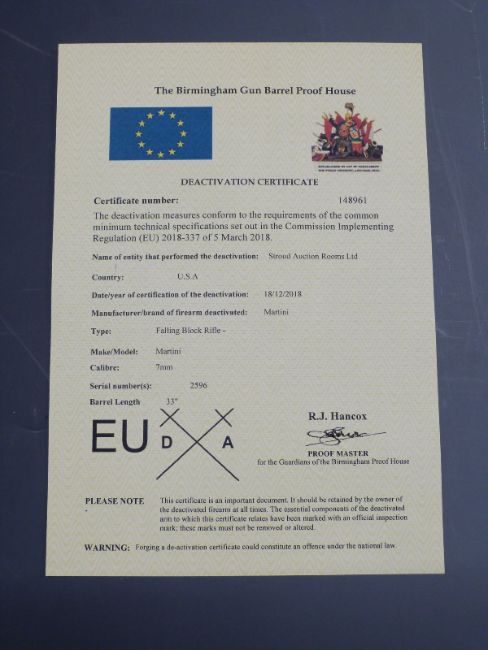 The Birmingham Gun Barrel Proof House
DEACTIVATION CERTIFICATE
Certificate number: 148961
The deactivation measures conform to the requirements of the common
minimum technical specifications set out in the Commission Implementing
Regulation (EU) 2018-337 of 5 March 2018.
Name of entity that performed the deactivation: Stroud Auction Rooms Ltd
Country: U.S.A
Date/year of certification of the deactivation: 18/12/2018
Manufacturer/brand of firearm deactivated: Martini
Type: Falling Block Rifle -
Make/Model: Martini
Calibre: 7mm
Serial number(s): 2596
Barrel Length 33"
EU D A
R.J. Hancox
PROOF MASTER
for the Guardians of the Birmingham Proof House
PLEASE NOTE This certificate is an important document. It should be retained by the owner of
the deactivated firearm at all times. The essential components of the deactivated
arm to which this certificate relates have been marked with an official inspection
mark; these marks must not be removed or altered.
WARNING: Forging a de-activation certificate could constitute an offence under the national law.